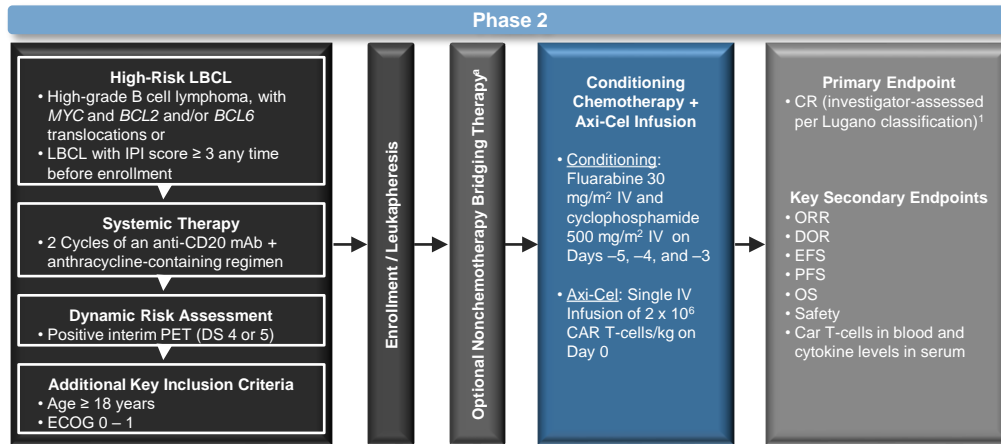 Phase 2
High-Risk LBCL
• High-grade B cell lymphoma, with
MYC and BCL2 and/or BCL6
translocations or
• LBCL with IPI score ≥ 3 any time
before enrollment
Systemic Therapy
• 2 Cycles of an anti-CD20 mAb +
anthracycline-containing regimen
Dynamic Risk Assessment
• Positive interim PET (DS 4 or 5)
Additional Key Inclusion Criteria
• Age ≥ 18 years
• ECOG 0 – 1
Enrollment / Leukapheresis
Optional Nonchemotherapy Bridging Therapyª
Conditioning
Chemotherapy +
Axi-Cel Infusion
• Conditioning:
Fluarabine 30
mg/m² IV and
cyclophosphamide
500 mg/m² IV on
Days –5, –4, and –3
• Axi-Cel: Single IV
Infusion of 2 x 10⁶
CAR T-cells/kg on
Day 0
Primary Endpoint
• CR (investigator-assessed
per Lugano classification)¹
Key Secondary Endpoints
• ORR
• DOR
• EFS
• PFS
• OS
• Safety
• Car T-cells in blood and
cytokine levels in serum